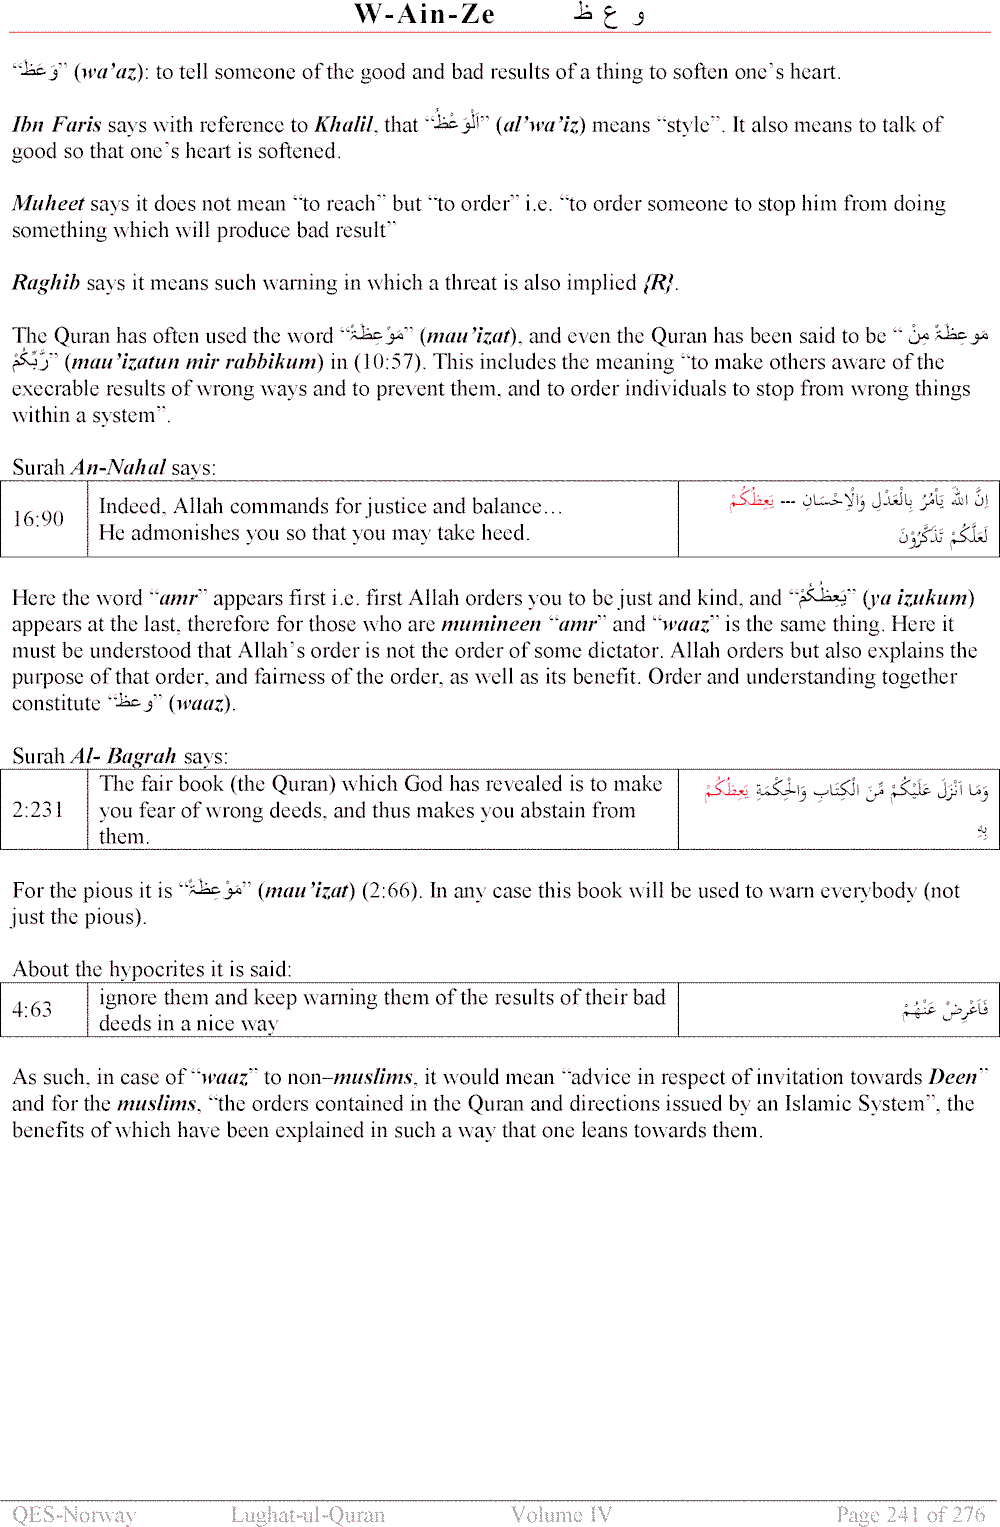 W-Ain-Ze و ع ظ
“وَعَظَ” (wa’az): to tell someone of the good and bad results of a thing to soften one’s heart.
Ibn Faris says with reference to Khalil, that “اَلْوَعْظُ” (al’wa’iz) means “style”. It also means to talk of
good so that one’s heart is softened.
Muheet says it does not mean “to reach” but “to order” i.e. “to order someone to stop him from doing
something which will produce bad result”
Raghib says it means such warning in which a threat is also implied {R}.
The Quran has often used the word “مَوْعِظَةً” (mau’izat), and even the Quran has been said to be “مَوعِظَةً مِنْ
رَّبِّكُمْ” (mau’izatun mir rabbikum) in (10:57). This includes the meaning “to make others aware of the
execrable results of wrong ways and to prevent them, and to order individuals to stop from wrong things
within a system”.
Surah An-Nahal says:
16:90 Indeed, Allah commands for justice and balance… اِنَّ اللهَ يَاْمُرُ بِالْعَدْلِ وَالْاِحْسَانِ --- يَعِظُكُمْ
He admonishes you so that you may take heed. لَعَلَّكُمْ تَذَكَّرُوْنَ
Here the word “amr” appears first i.e. first Allah orders you to be just and kind, and “يَعِظُكُمْ” (ya izukum)
appears at the last, therefore for those who are mumineen “amr” and “waaz” is the same thing. Here it
must be understood that Allah’s order is not the order of some dictator. Allah orders but also explains the
purpose of that order, and fairness of the order, as well as its benefit. Order and understanding together
constitute “وعظ” (waaz).
Surah Al- Bagrah says:
2:231 The fair book (the Quran) which God has revealed is to make وَمَا اَنْزَلَ عَلَيْكُمْ مِّنَ الْكِتَابِ وَالْحِكْمَةِ يَعِظُكُمْ
you fear of wrong deeds, and thus makes you abstain from بِهِ
them.
For the pious it is “مَوْعِظَةً” (mau’izat) (2:66). In any case this book will be used to warn everybody (not
just the pious).
About the hypocrites it is said:
4:63 ignore them and keep warning them of the results of their bad فَاَعْرِضْ عَنْهُمْ
deeds in a nice way
As such, in case of “waaz” to non–muslims, it would mean “advice in respect of invitation towards Deen”
and for the muslims, “the orders contained in the Quran and directions issued by an Islamic System”, the
benefits of which have been explained in such a way that one leans towards them.
QES-Norway Lughat-ul-Quran Volume IV Page 241 of 276